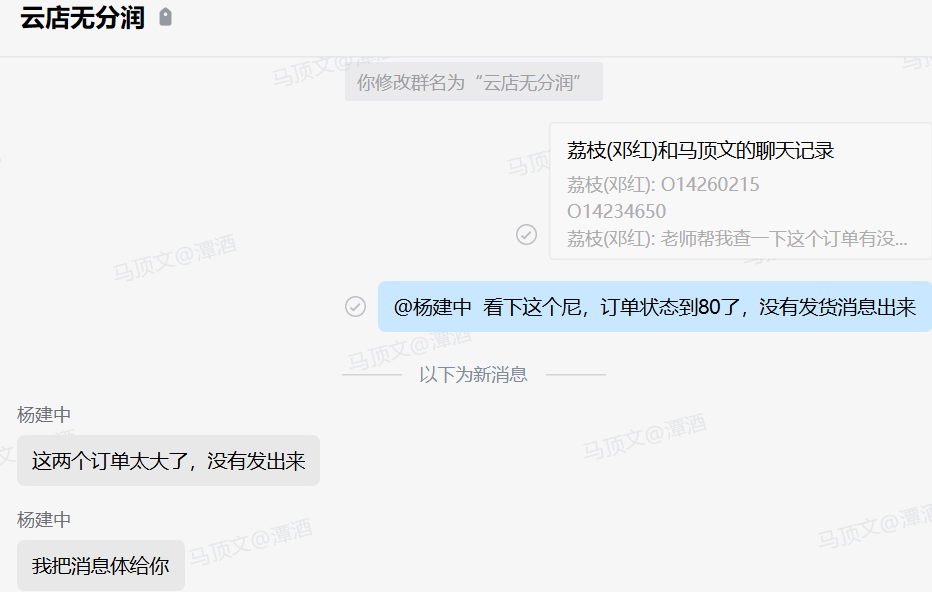 云店无分润
你修改群名为“云店无分润”
荔枝(邓红)和马顶文的聊天记录
荔枝(邓红): O14260215
O14234650
荔枝(邓红): 老师帮我查一下这个订单有没...
@杨建中 看下这个尼，订单状态到80了，没有发货消息出来
以下为新消息
杨建中
这两个订单太大了，没有发出来
杨建中
我把消息体给你
马顶文@潭酒
马顶文@潭酒
马顶文@潭酒
马顶文@潭酒
马顶文@潭酒